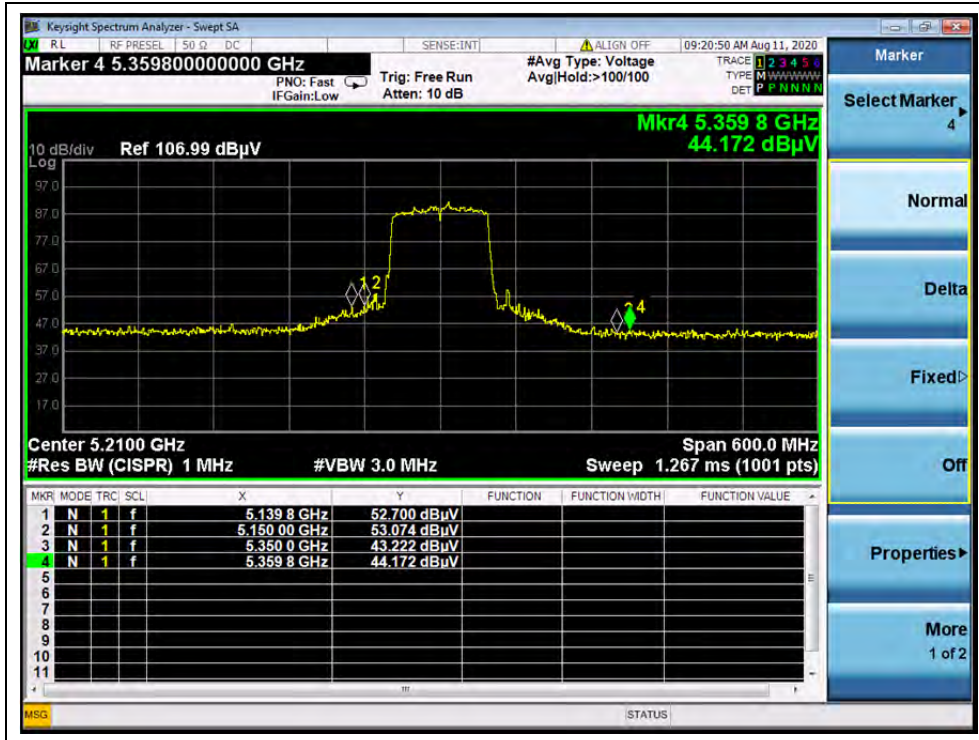 Keysight Spectrum Analyzer - Swept SA
LXI RL RF PRESEL 50 Ω DC SENSE:INT ALIGN OFF 09:20:50 AM Aug 11, 2020
Marker 4 5.359800000000 GHz
PNO: Fast
IFGain:Low
Trig: Free Run
Atten: 10 dB
#Avg Type: Voltage
Avg|Hold:>100/100
TRACE 1 2 3 4 5 6
TYPE M W W W W W
DET P P N N N N
Mkr4 5.359 8 GHz
44.172 dBµV
10 dB/div Ref 106.99 dBµV
Log
97.0
87.0
77.0
67.0
57.0
47.0
37.0
27.0
17.0
1 2
3 4
Center 5.2100 GHz Span 600.0 MHz
#Res BW (CISPR) 1 MHz #VBW 3.0 MHz Sweep 1.267 ms (1001 pts)
MKR MODE TRC SCL X Y FUNCTION FUNCTION WIDTH FUNCTION VALUE
1 N 1 f 5.139 8 GHz 52.700 dBµV
2 N 1 f 5.150 00 GHz 53.074 dBµV
3 N 1 f 5.350 0 GHz 43.222 dBµV
4 N 1 f 5.359 8 GHz 44.172 dBµV
5
6
7
8
9
10
11
MSG STATUS
Marker
Select Marker
4
Normal
Delta
Fixed
Off
Properties
More
1 of 2